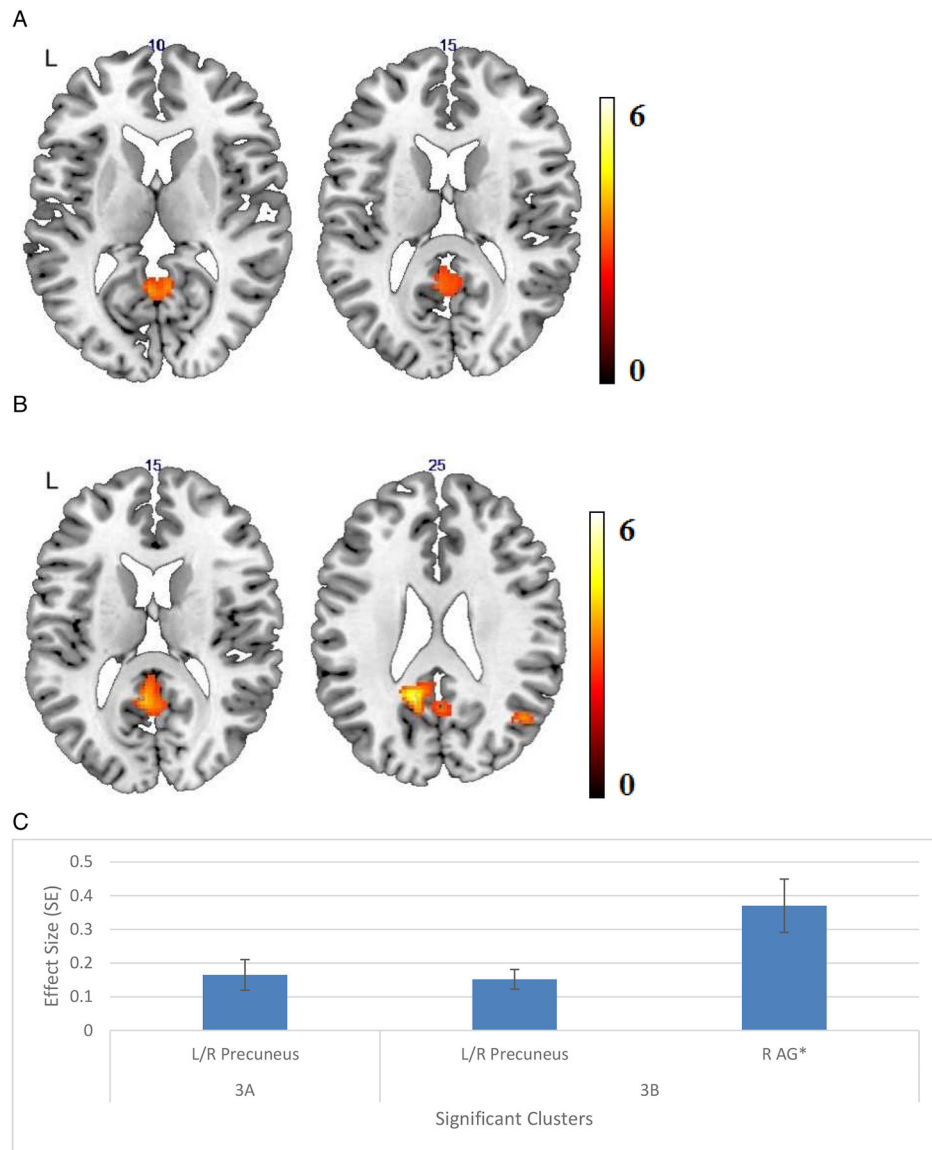 A
L
10
15
6
0
B
L
15
25
6
0
C
0.5
0.4
0.3
0.2
0.1
0
Effect Size (SE)
L/R Precuneus
L/R Precuneus
R AG*
3A
3B
Significant Clusters